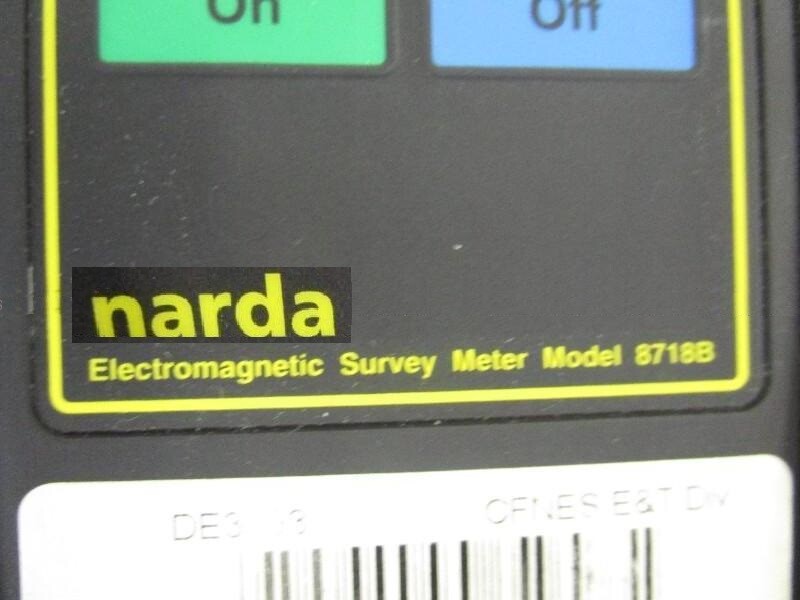 On Off
narda
Electromagnetic Survey Meter Model 8718B
CFNES E&T Div